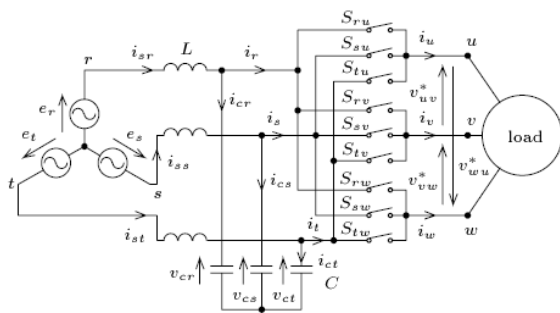 r
i_sr
L
i_r
S_ru
S_su
S_tu
i_u
u
i_cr
e_r
e_t
e_s
i_ss
i_s
S_rv
S_sv
S_tv
i_v
v*_uv
v
load
v*_wu
v*_vw
t
s
i_cs
S_rw
S_sw
S_tw
i_w
w
i_st
i_t
i_ct
v_cr
v_cs
v_ct
C